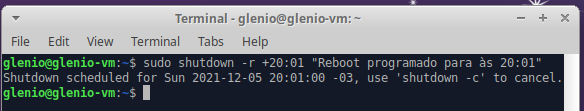 Terminal - glenio@glenio-vm: ~
File Edit View Terminal Tabs Help
glenio@glenio-vm:~$ sudo shutdown -r +20:01 "Reboot programado para às 20:01"
Shutdown scheduled for Sun 2021-12-05 20:01:00 -03, use 'shutdown -c' to cancel.
glenio@glenio-vm:~$